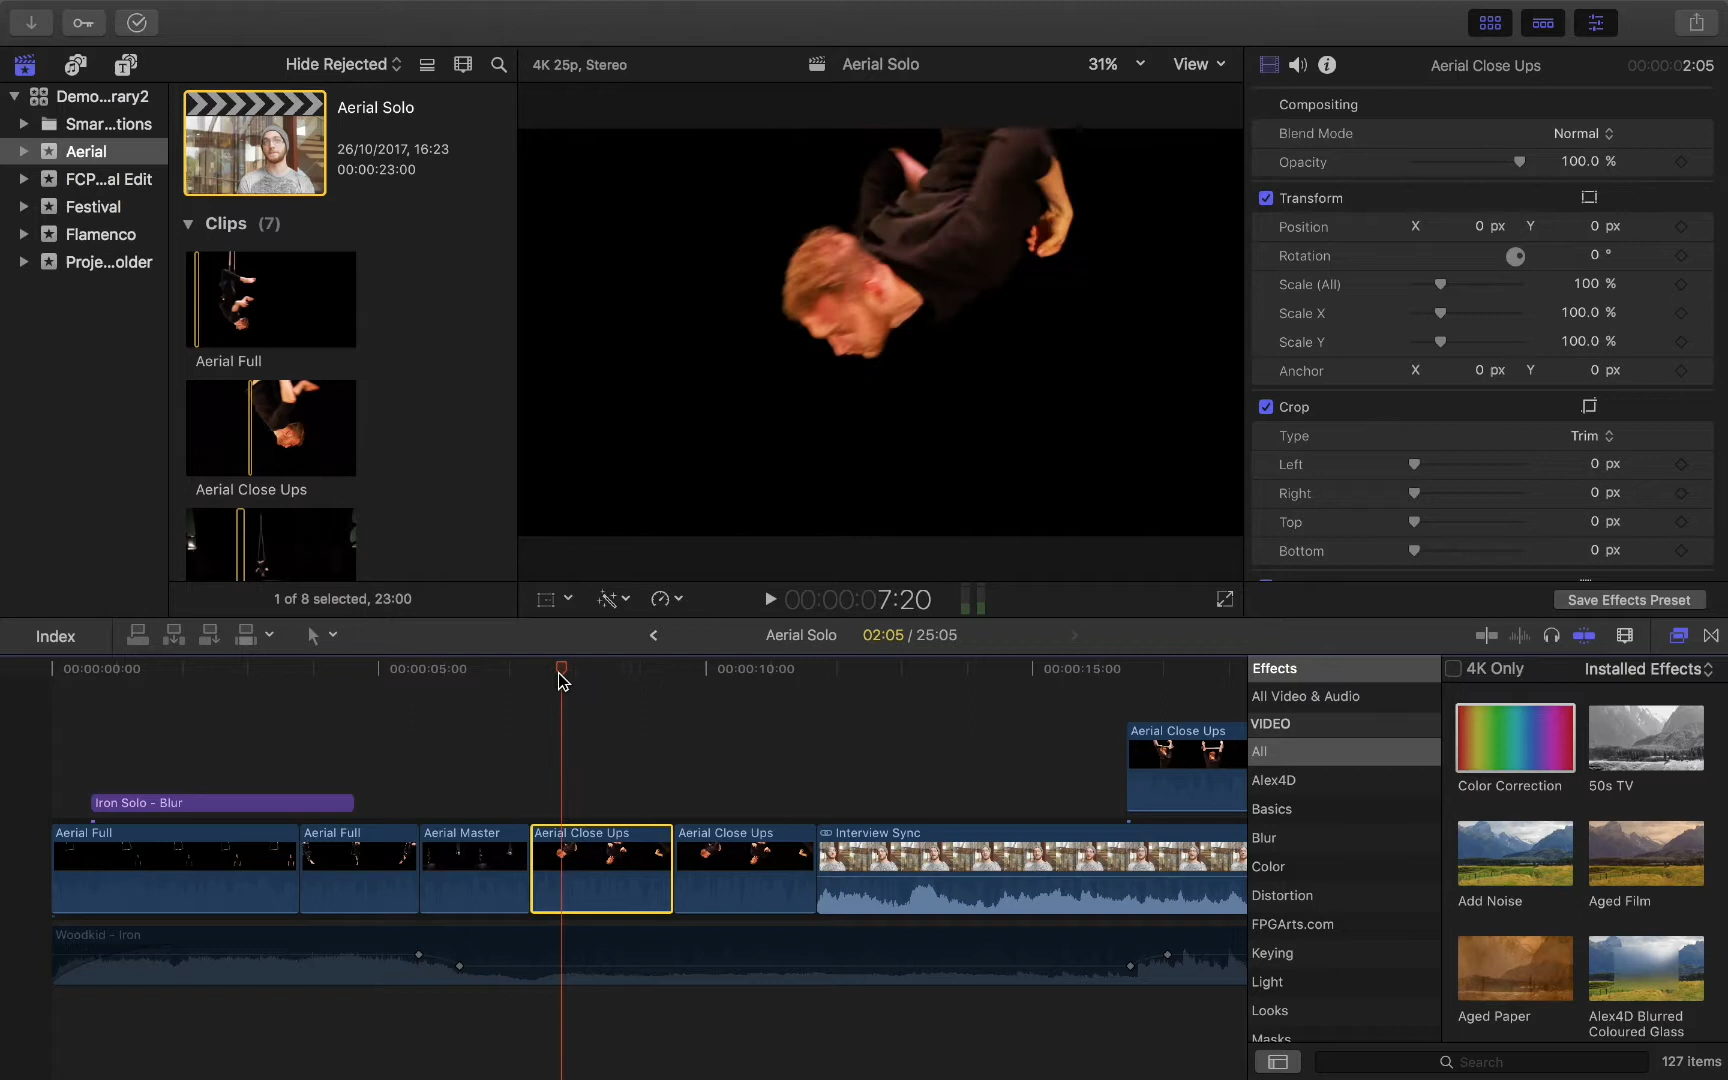 Hide Rejected
4K 25p, Stereo
Aerial Solo
31%
View
Aerial Close Ups
00:00:02:05
Demo...rary2
Smar...tions
Aerial
FCP...al Edit
Festival
Flamenco
Proje...older
Aerial Solo
26/10/2017, 16:23
00:00:23:00
Clips (7)
Aerial Full
Aerial Close Ups
1 of 8 selected, 23:00
00:00:07:20
Compositing
Blend Mode Normal
Opacity 100.0 %
Transform
Position X 0 px Y 0 px
Rotation 0 °
Scale (All) 100 %
Scale X 100.0 %
Scale Y 100.0 %
Anchor X 0 px Y 0 px
Crop
Type Trim
Left 0 px
Right 0 px
Top 0 px
Bottom 0 px
Save Effects Preset
Index
Aerial Solo 02:05 / 25:05
00:00:00:00 00:00:05:00 00:00:10:00 00:00:15:00
Aerial Close Ups
Iron Solo - Blur
Aerial Full Aerial Full Aerial Master Aerial Close Ups Aerial Close Ups Interview Sync
Woodkid - Iron
Effects
All Video & Audio
VIDEO
All
Alex4D
Basics
Blur
Color
Distortion
FPGArts.com
Keying
Light
Looks
Masks
4K Only Installed Effects
Color Correction 50s TV
Add Noise Aged Film
Aged Paper Alex4D Blurred
Coloured Glass
Search 127 items